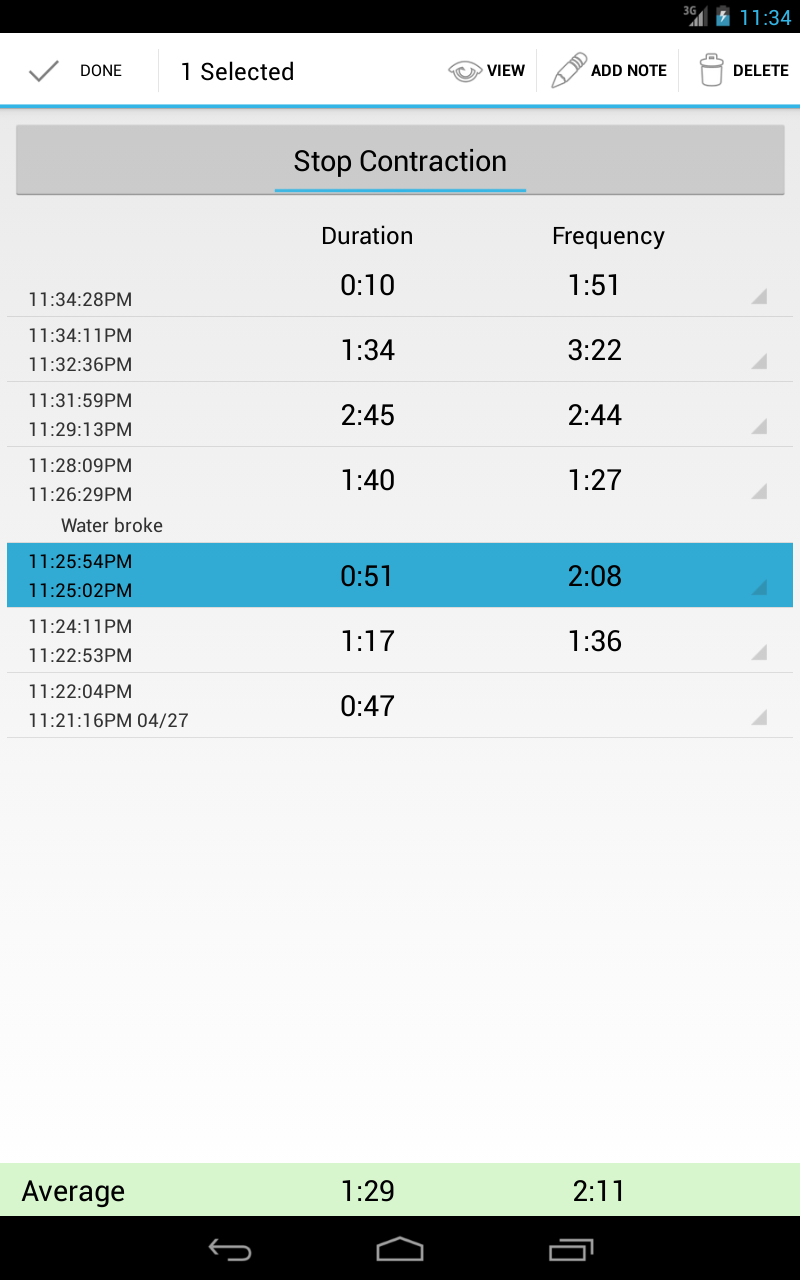 3G 11:34
DONE 1 Selected VIEW ADD NOTE DELETE
Stop Contraction
Duration Frequency
11:34:28PM 0:10 1:51
11:34:11PM
11:32:36PM 1:34 3:22
11:31:59PM
11:29:13PM 2:45 2:44
11:28:09PM
11:26:29PM 1:40 1:27
Water broke
11:25:54PM
11:25:02PM 0:51 2:08
11:24:11PM
11:22:53PM 1:17 1:36
11:22:04PM
11:21:16PM 04/27 0:47
Average 1:29 2:11